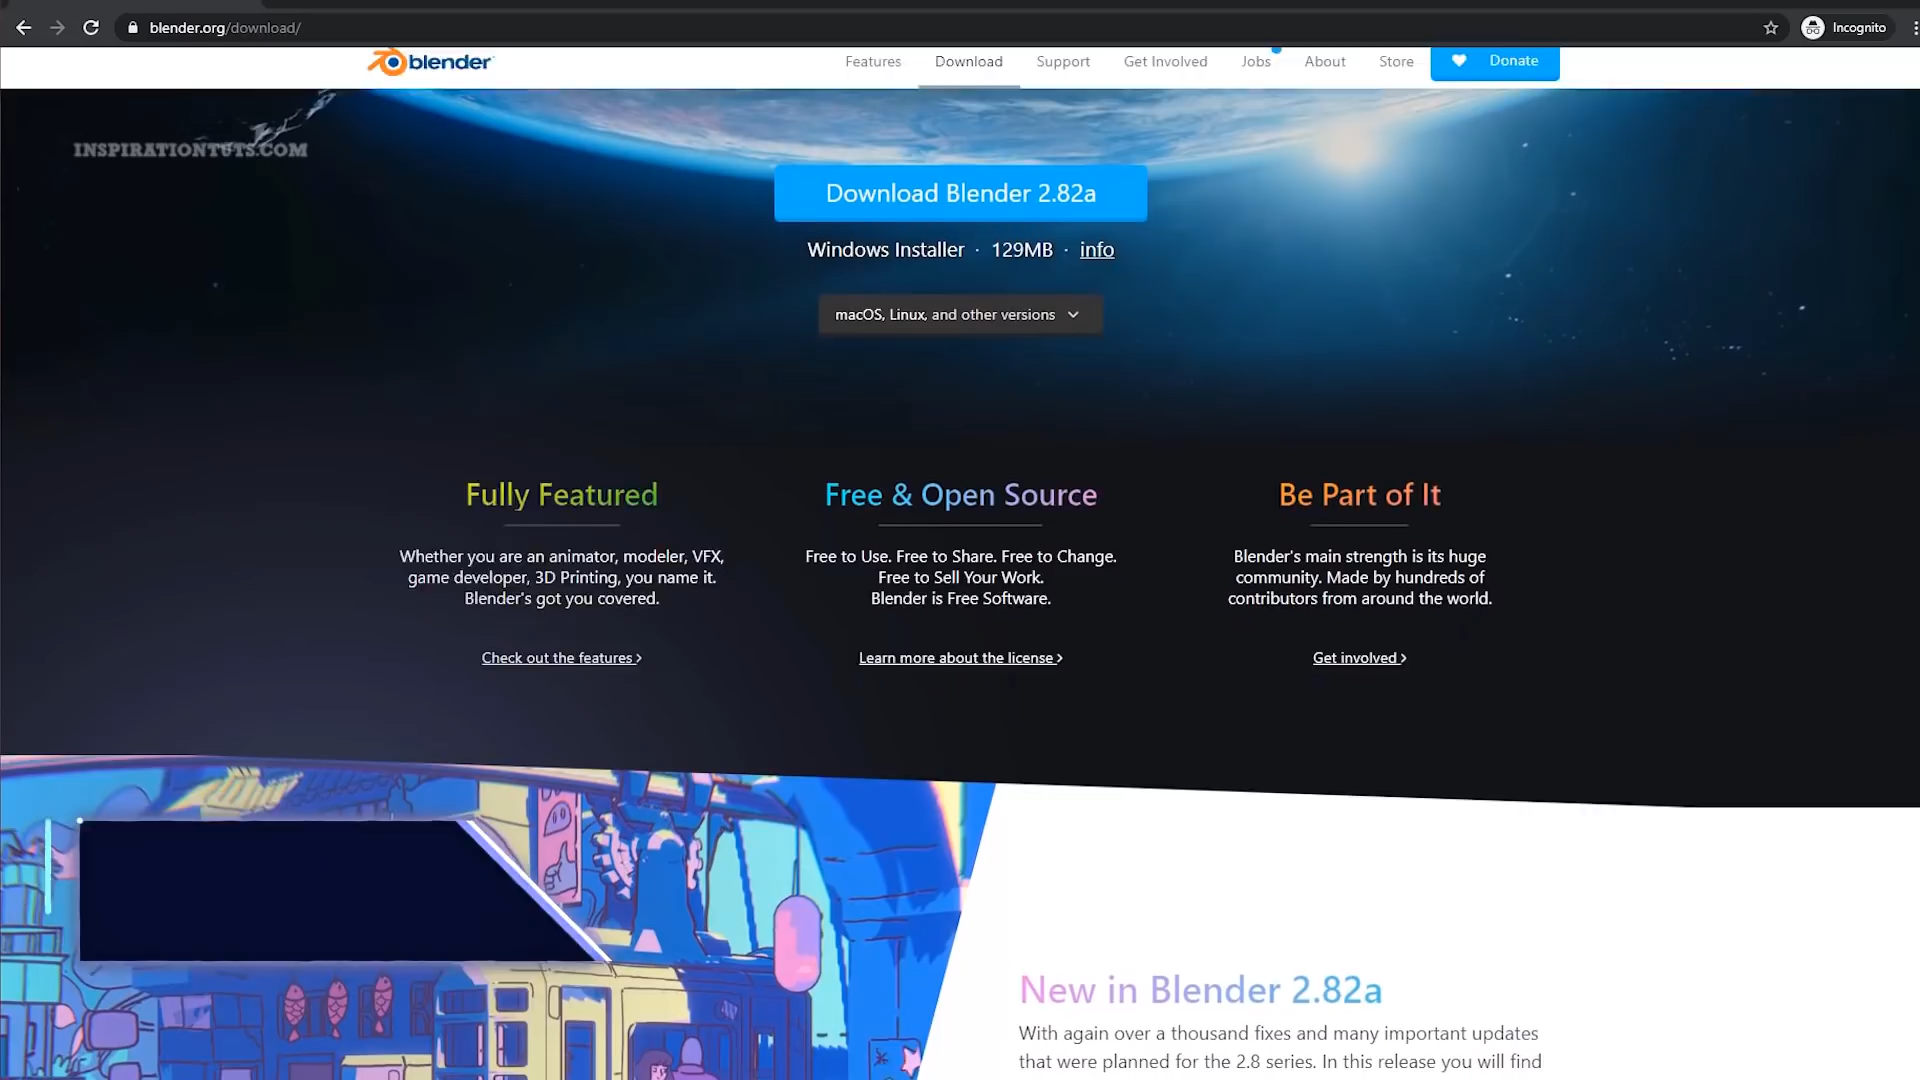 blender.org/download/
Incognito
blender
Features
Download
Support
Get Involved
Jobs
About
Store
Donate
INSPIRATIONTUTS.COM
Download Blender 2.82a
Windows Installer · 129MB · info
macOS, Linux, and other versions
Fully Featured
Whether you are an animator, modeler, VFX,
game developer, 3D Printing, you name it.
Blender's got you covered.
Check out the features
Free & Open Source
Free to Use. Free to Share. Free to Change.
Free to Sell Your Work.
Blender is Free Software.
Learn more about the license
Be Part of It
Blender's main strength is its huge
community. Made by hundreds of
contributors from around the world.
Get involved
New in Blender 2.82a
With again over a thousand fixes and many important updates
that were planned for the 2.8 series. In this release you will find